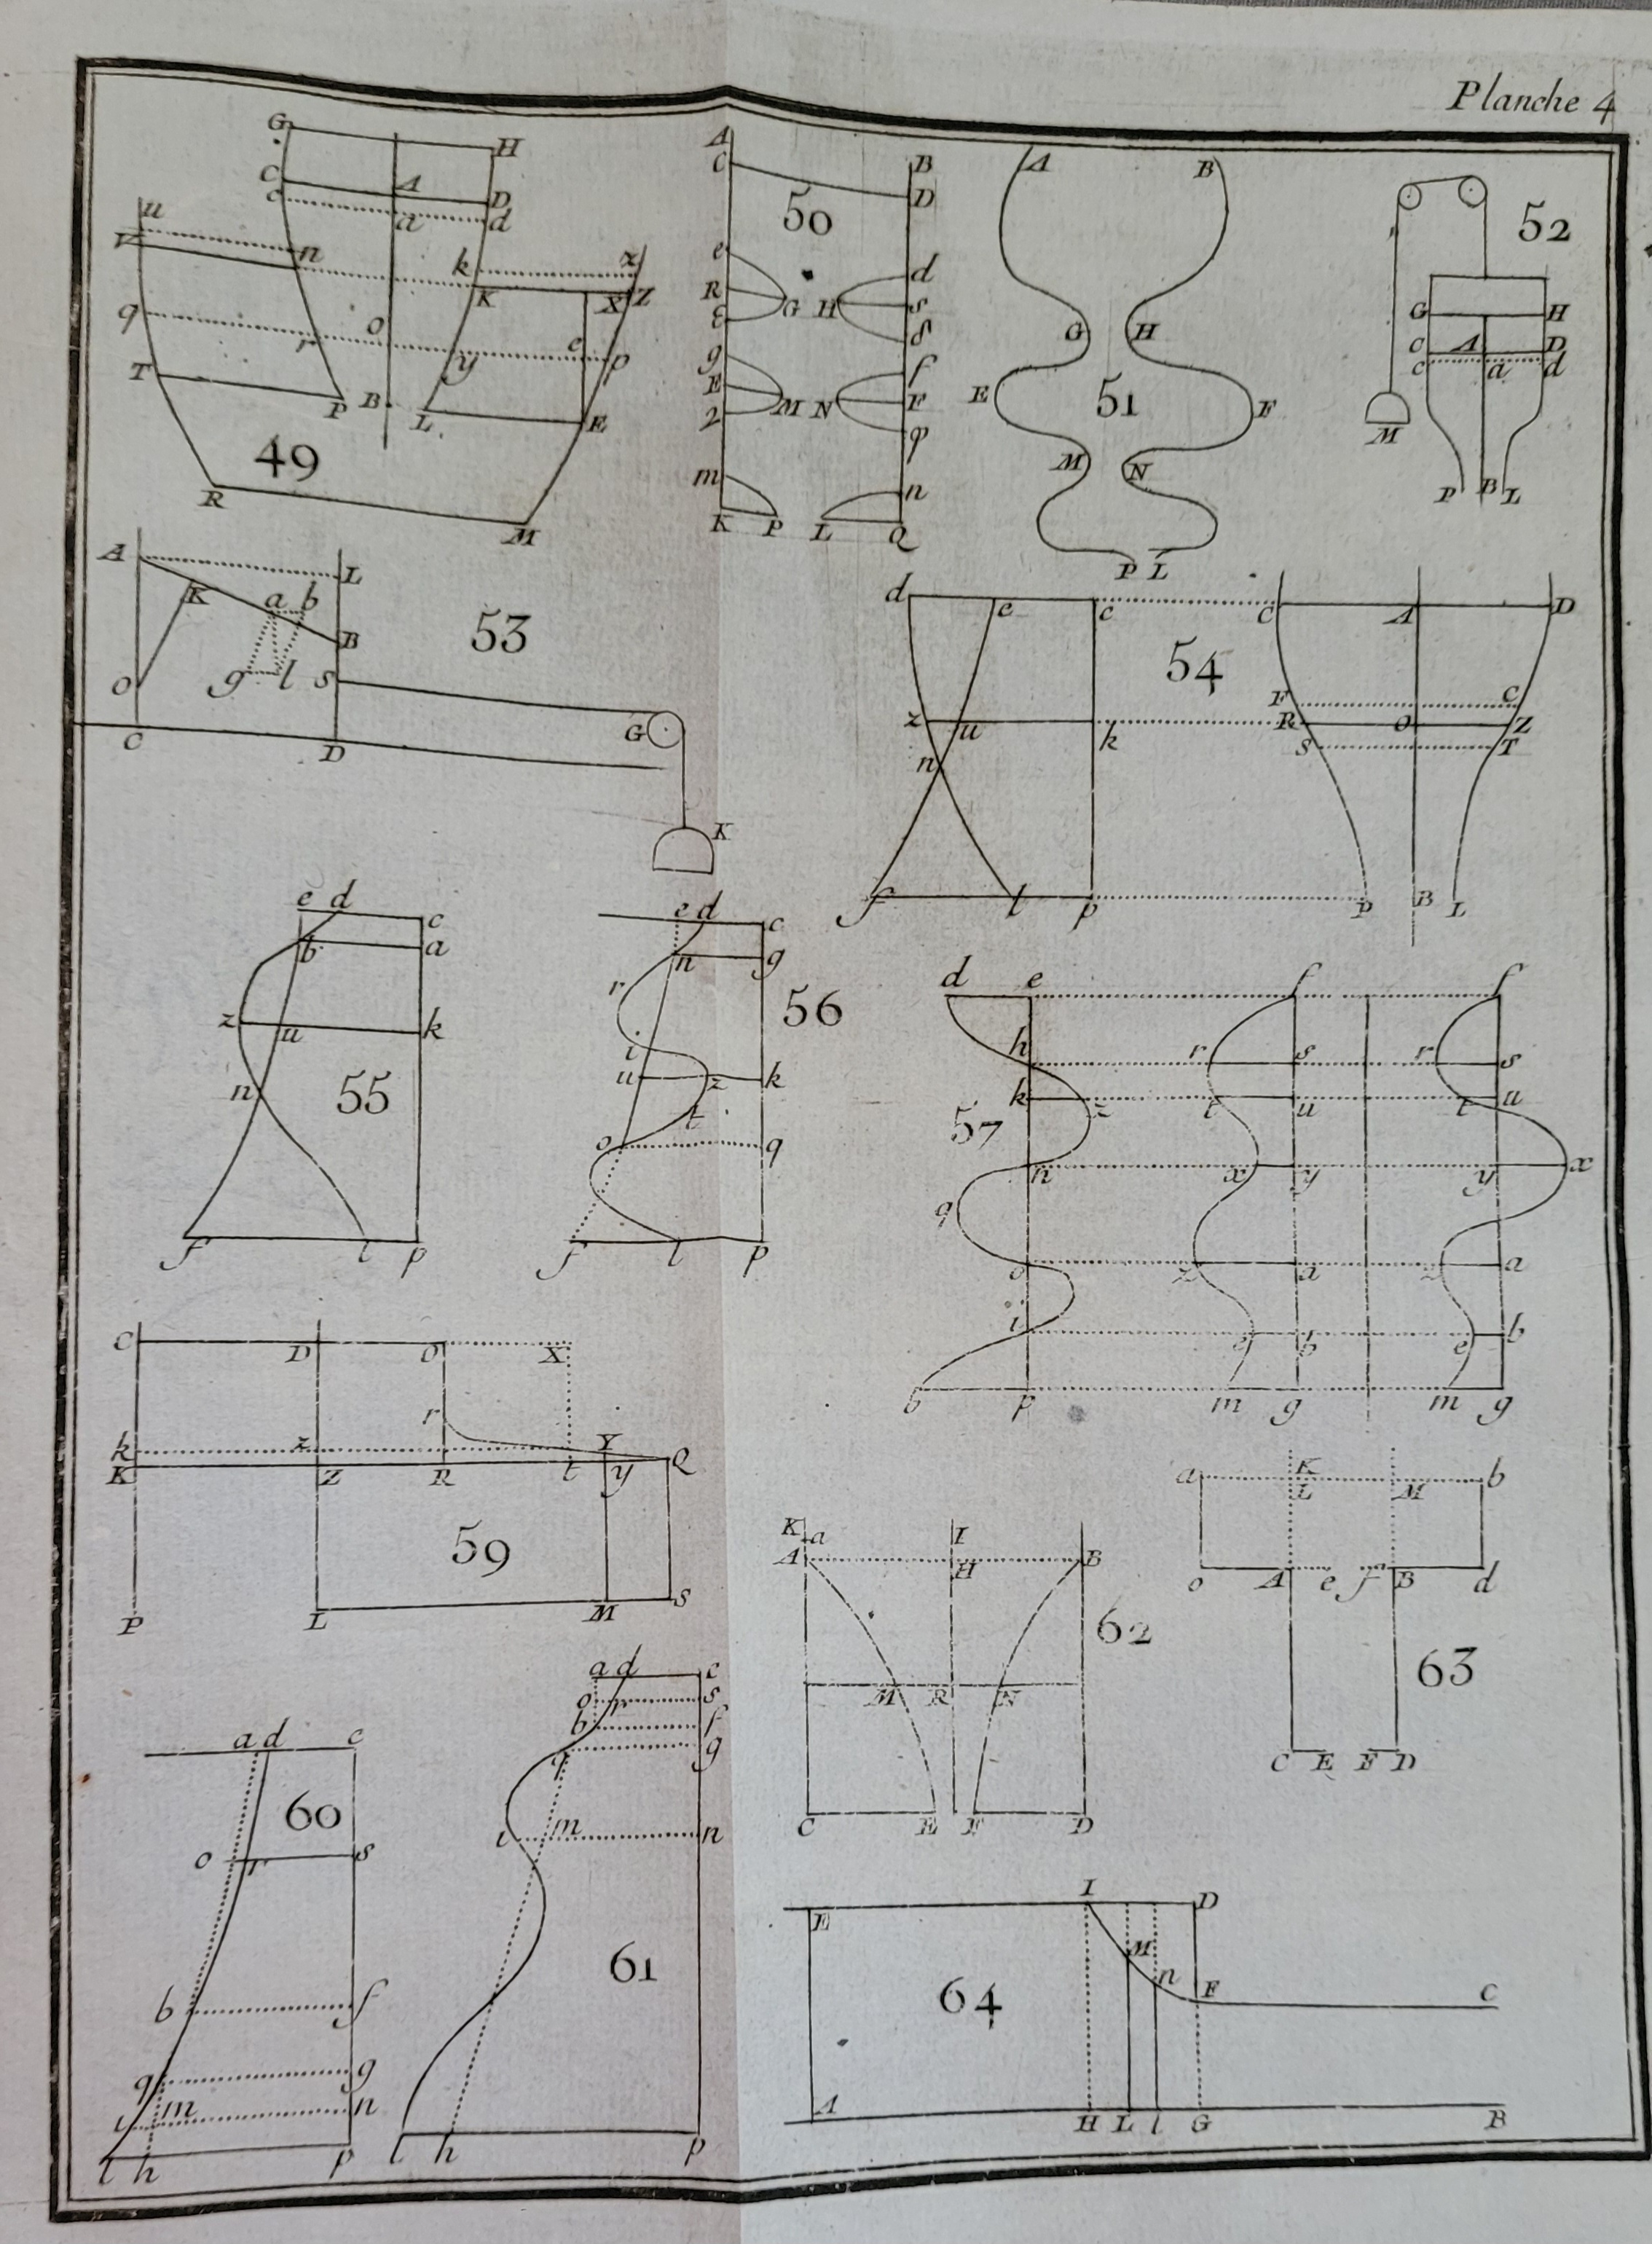 Planche 4
G H
C A D
c a d
u
V n k z
K X Z
q o e
r y p
T P B L E
49
R M
A
C B
D
50
e d
R G H s
ε δ
g f
E M N F
2 φ
m n
K P L Q
A B
G H
E 51 F
M N
P L
52
G H
C A D
c a d
M
P B L
A L
K a b
B
53
O g l S
G
C D
K
d e c C A D
54
F c
z u k R o Z
S T
n
f l p P B L
e d c
b a
z u k
n 55
f l p
e d c
n g
r 56
i
u z k
t
o q
f l p
d e f f
h r s r s
k z t u t u
57
n x y y x
q
o z a z a
i e b e b
b p m g m g
C D O X
r
k z Y
K Z R t y Q
59
P L M S
K a I
A H B
62
M R N
C E F D
a K b
L M
o A e f B d
63
C E F D
a d c
60
o r s
b f
q g
i m n
l h p
a d c
o r s
b f
q g
i m n
61
l h p
I D
E
M
n F C
64
A H L l G B